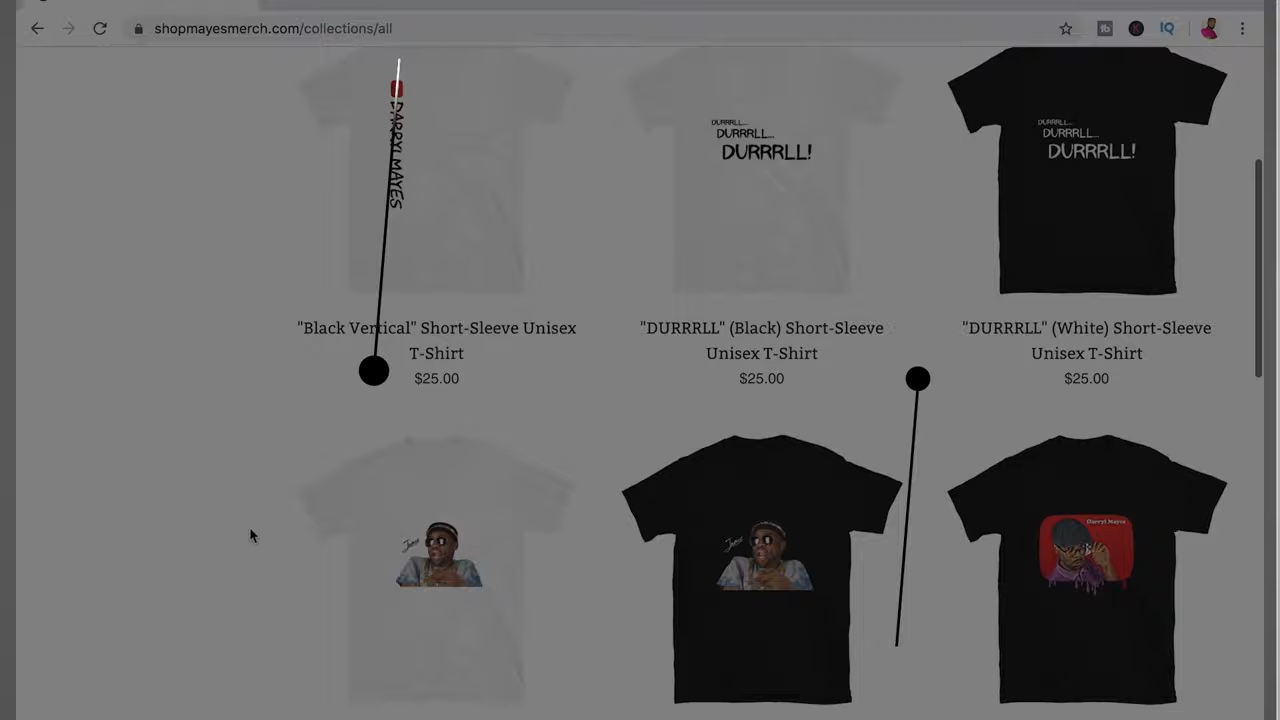 shopmayesmerch.com/collections/all
tb
K
IQ
DARRYL MAYES
DURRRLL...
DURRRLL...
DURRRLL!
DURRRLL...
DURRRLL...
DURRRLL!
"Black Vertical" Short-Sleeve Unisex
T-Shirt
$25.00
"DURRRLL" (Black) Short-Sleeve
Unisex T-Shirt
$25.00
"DURRRLL" (White) Short-Sleeve
Unisex T-Shirt
$25.00
Darryl Mayes